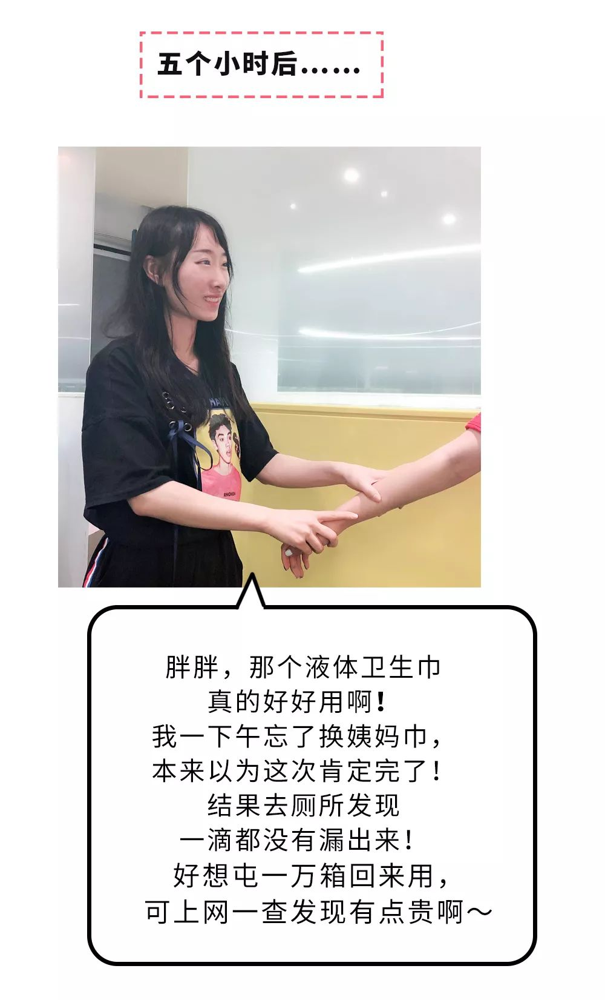 五个小时后……
RHONDA
胖胖，那个液体卫生巾
真的好好用啊！
我一下午忘了换姨妈巾，
本来以为这次肯定完了！
结果去厕所发现
一滴都没有漏出来！
好想屯一万箱回来用，
可上网一查发现有点贵啊～